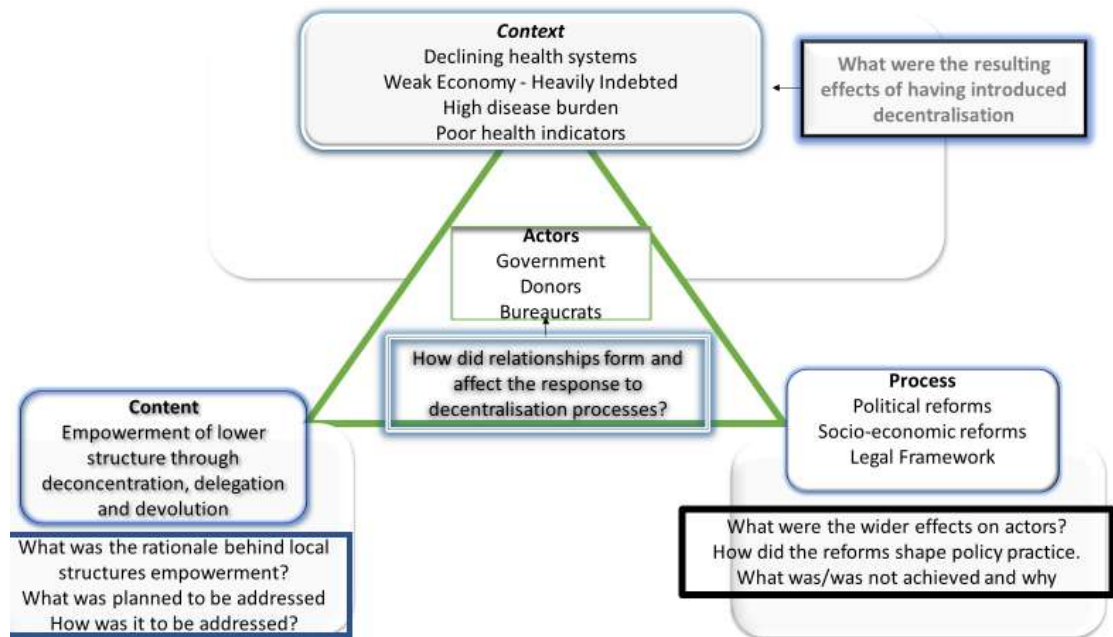 Context
Declining health systems
Weak Economy - Heavily Indebted
High disease burden
Poor health indicators
What were the resulting
effects of having introduced
decentralisation
Actors
Government
Donors
Bureaucrats
How did relationships form and
affect the response to
decentralisation processes?
Content
Empowerment of lower
structure through
deconcentration, delegation
and devolution
What was the rationale behind local
structures empowerment?
What was planned to be addressed
How was it to be addressed?
Process
Political reforms
Socio-economic reforms
Legal Framework
What were the wider effects on actors?
How did the reforms shape policy practice.
What was/was not achieved and why